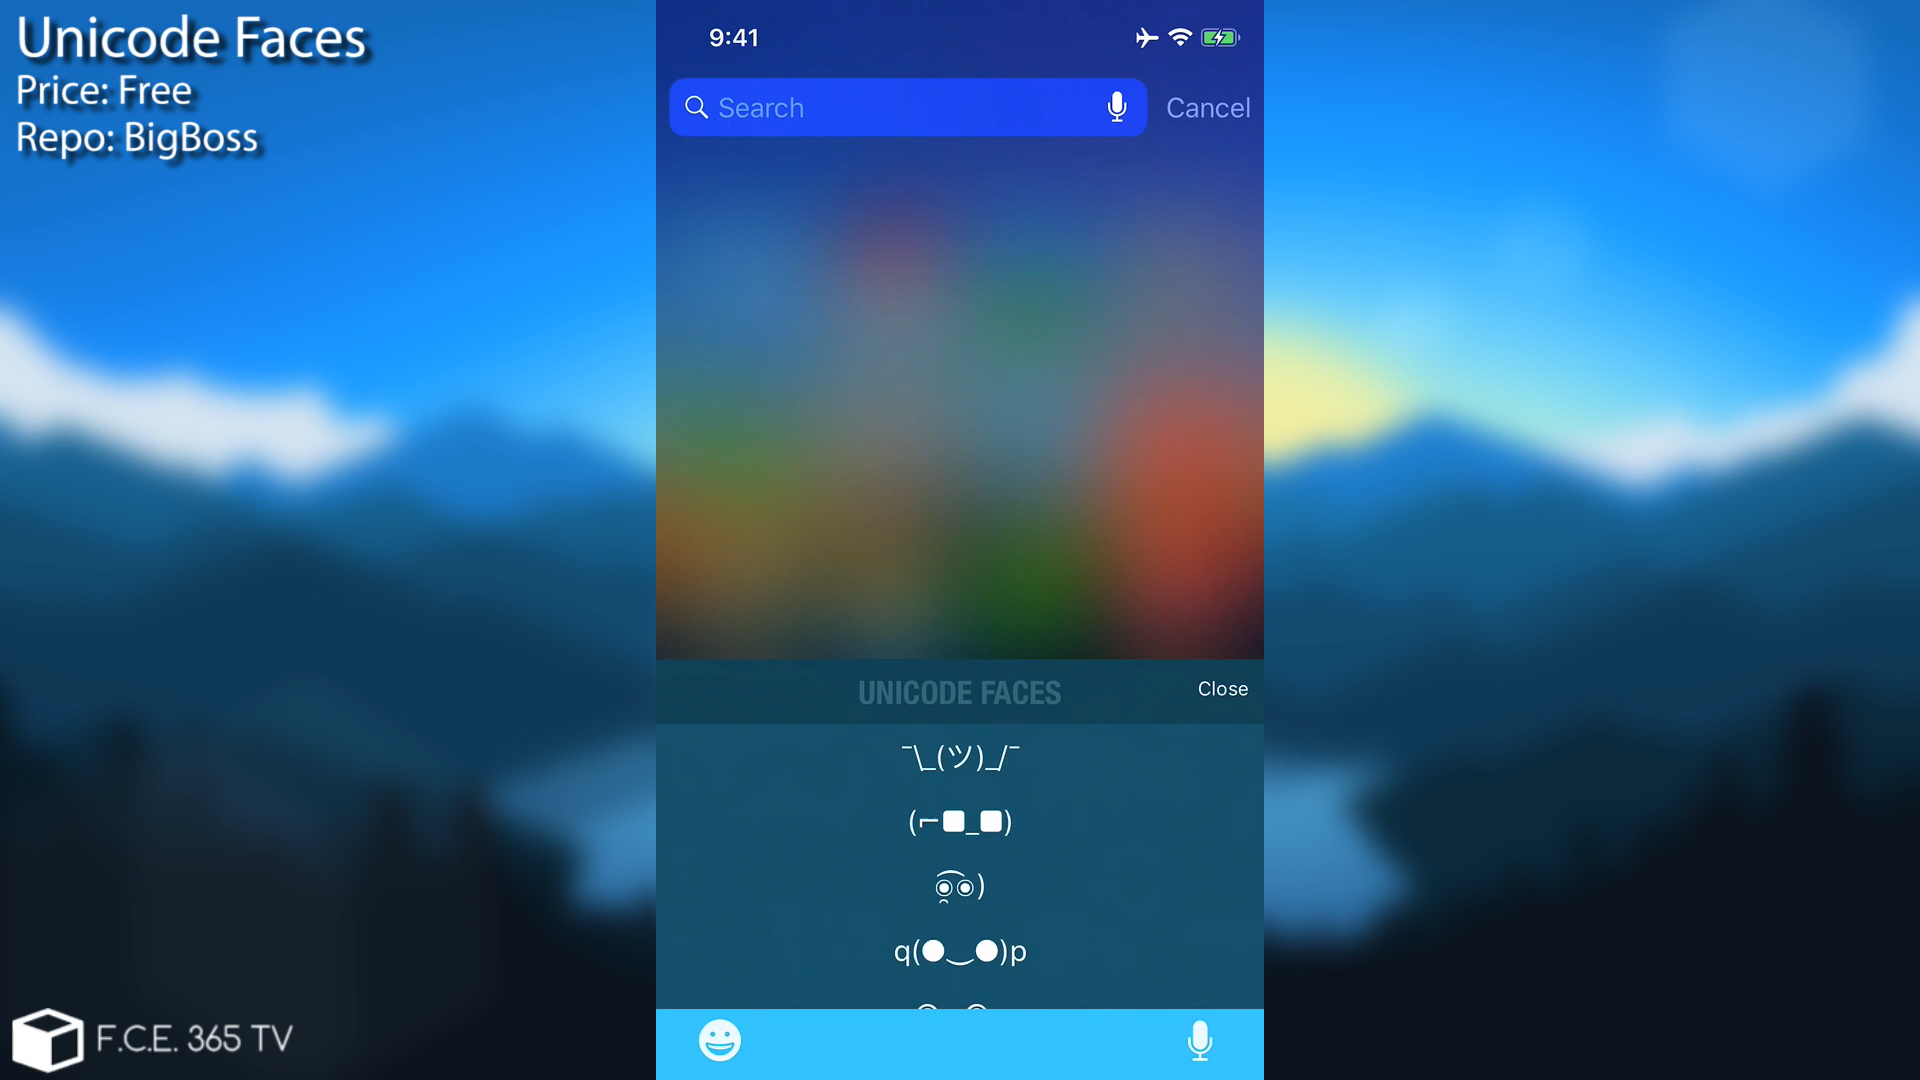 Unicode Faces
Price: Free
Repo: BigBoss
9:41
Search
Cancel
UNICODE FACES
Close
¯\_(ツ)_/¯
(⌐■_■)
q(●‿●)p
F.C.E. 365 TV